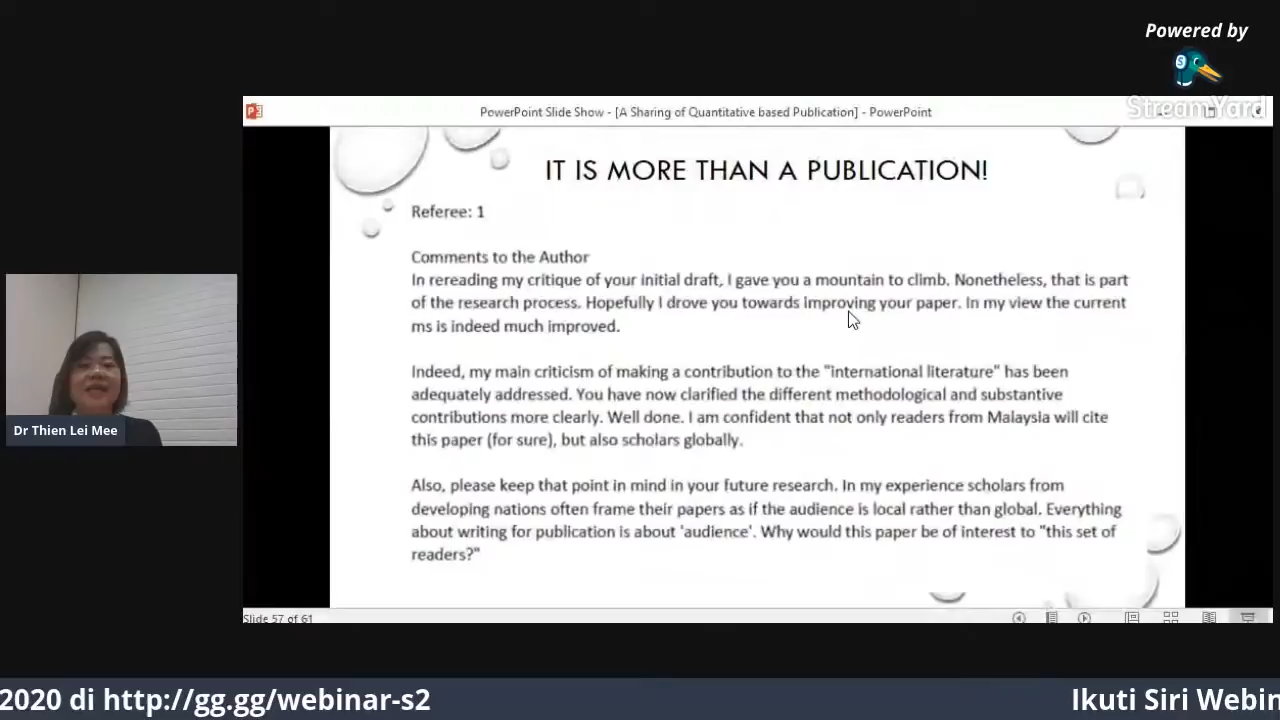 Powered by
StreamYard
PowerPoint Slide Show - [A Sharing of Quantitative based Publication] - PowerPoint
IT IS MORE THAN A PUBLICATION!
Referee: 1
Comments to the Author
In rereading my critique of your initial draft, I gave you a mountain to climb. Nonetheless, that is part
of the research process. Hopefully I drove you towards improving your paper. In my view the current
ms is indeed much improved.
Indeed, my main criticism of making a contribution to the "international literature" has been
adequately addressed. You have now clarified the different methodological and substantive
contributions more clearly. Well done. I am confident that not only readers from Malaysia will cite
this paper (for sure), but also scholars globally.
Also, please keep that point in mind in your future research. In my experience scholars from
developing nations often frame their papers as if the audience is local rather than global. Everything
about writing for publication is about 'audience'. Why would this paper be of interest to "this set of
readers?"
Dr Thien Lei Mee
Slide 57 of 61
2020 di http://gg.gg/webinar-s2
Ikuti Siri Webin